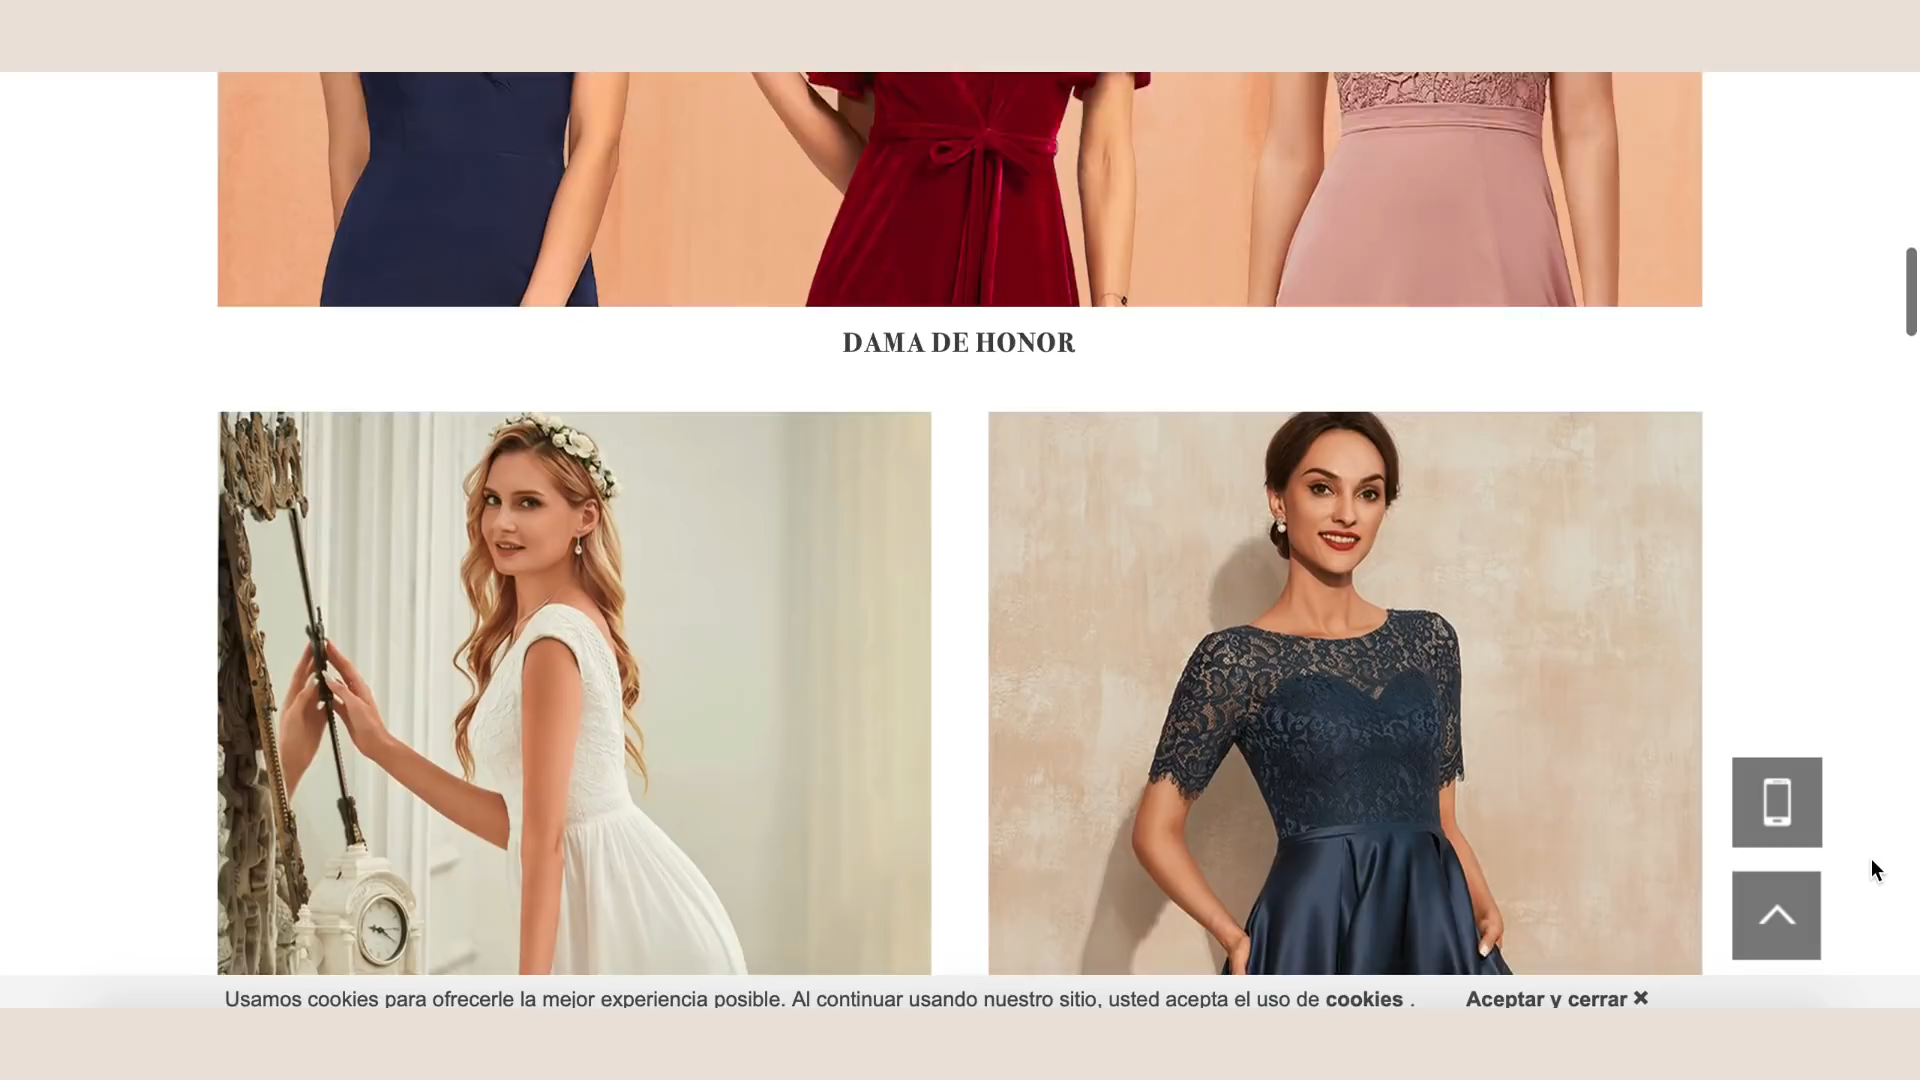 DAMA DE HONOR
Usamos cookies para ofrecerle la mejor experiencia posible. Al continuar usando nuestro sitio, usted acepta el uso de cookies . Aceptar y cerrar ✕